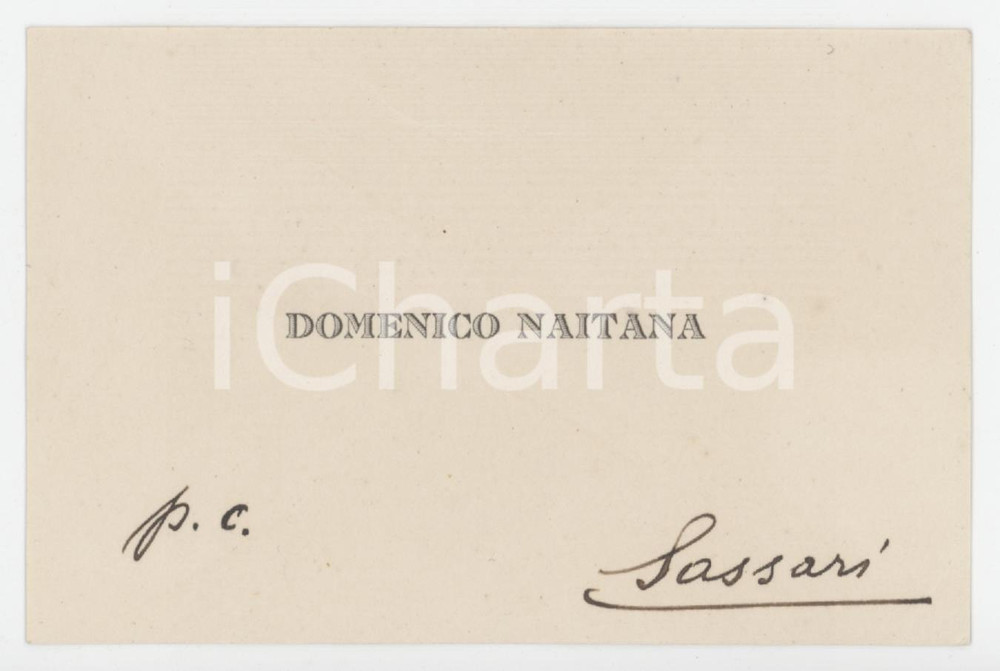 iCharta
DOMENICO NAITANA
p. c.
Sassari